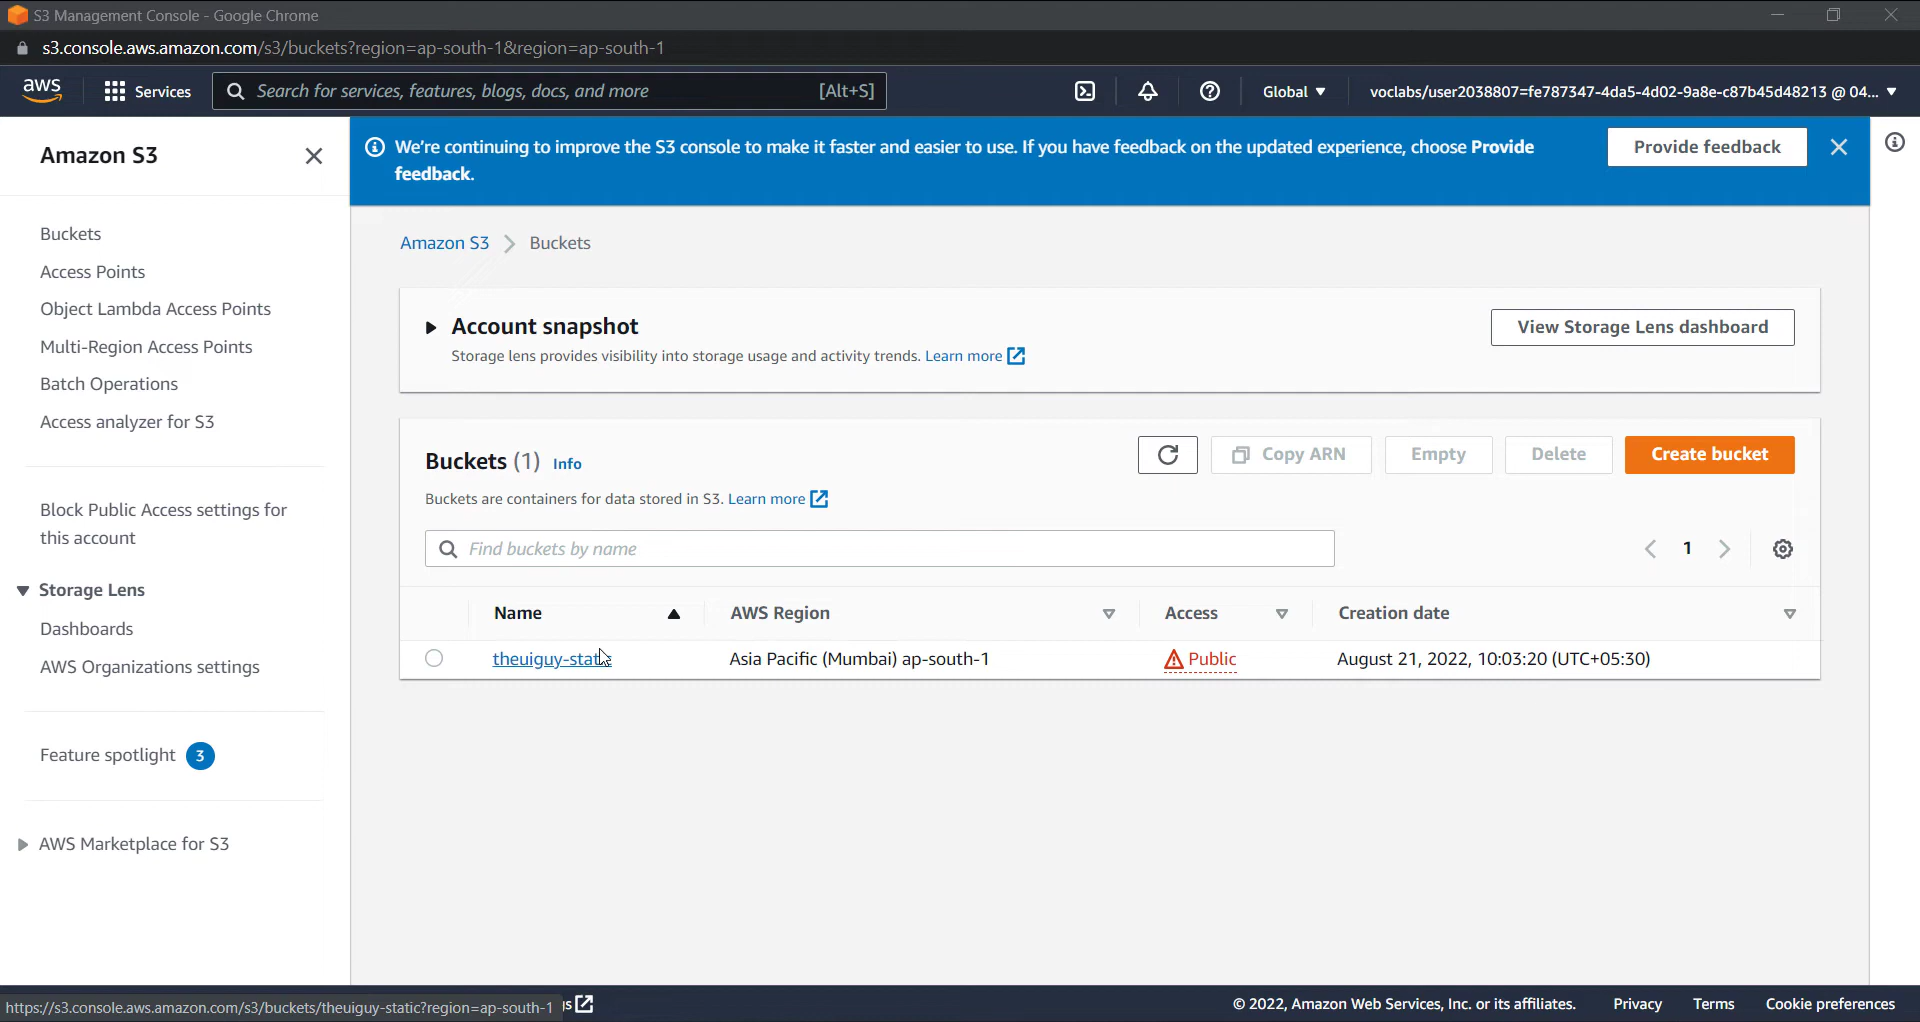 S3 Management Console - Google Chrome
s3.console.aws.amazon.com/s3/buckets?region=ap-south-1&region=ap-south-1
aws
Services
Search for services, features, blogs, docs, and more
[Alt+S]
Global
voclabs/user2038807=fe787347-4da5-4d02-9a8e-c87b45d48213 @ 04...
Amazon S3
Buckets
Access Points
Object Lambda Access Points
Multi-Region Access Points
Batch Operations
Access analyzer for S3
Block Public Access settings for
this account
Storage Lens
Dashboards
AWS Organizations settings
Feature spotlight 3
AWS Marketplace for S3
We're continuing to improve the S3 console to make it faster and easier to use. If you have feedback on the updated experience, choose Provide
feedback.
Provide feedback
Amazon S3 > Buckets
Account snapshot
Storage lens provides visibility into storage usage and activity trends. Learn more
View Storage Lens dashboard
Buckets (1) Info
Buckets are containers for data stored in S3. Learn more
Copy ARN
Empty
Delete
Create bucket
Find buckets by name
1
Name AWS Region Access Creation date
theuiguy-static Asia Pacific (Mumbai) ap-south-1 Public August 21, 2022, 10:03:20 (UTC+05:30)
https://s3.console.aws.amazon.com/s3/buckets/theuiguy-static?region=ap-south-1
© 2022, Amazon Web Services, Inc. or its affiliates. Privacy Terms Cookie preferences